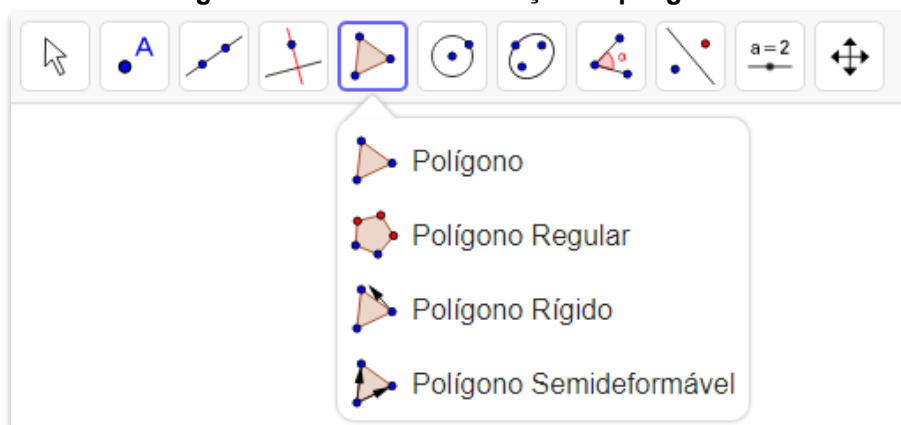 A
α
a=2
Polígono
Polígono Regular
Polígono Rígido
Polígono Semideformável